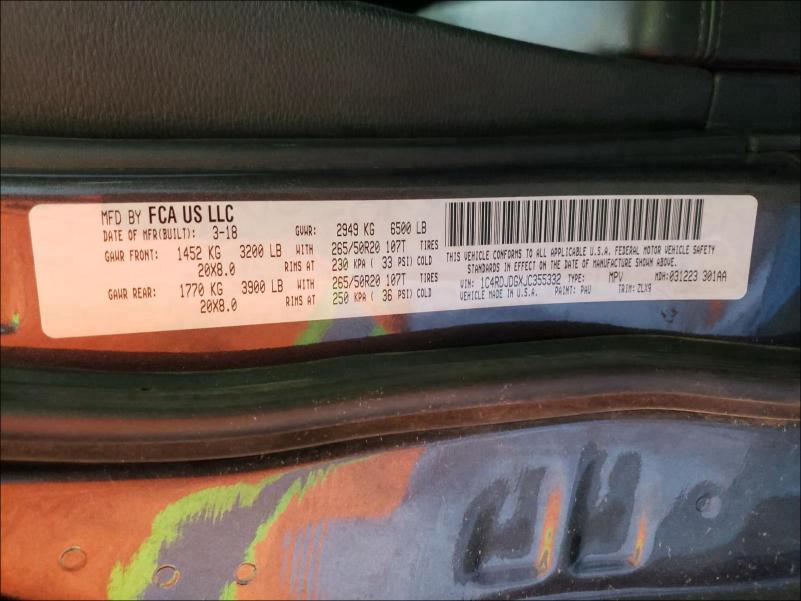 MFD BY FCA US LLC
DATE OF MFR(BUILT): 3-18 GVWR: 2949 KG 6500 LB
GAWR FRONT: 1452 KG 3200 LB WITH 265/50R20 107T TIRES
20X8.0 RIMS AT 230 KPA ( 33 PSI) COLD
GAWR REAR: 1770 KG 3900 LB WITH 265/50R20 107T TIRES
20X8.0 RIMS AT 250 KPA ( 36 PSI) COLD
THIS VEHICLE CONFORMS TO ALL APPLICABLE U.S.A. FEDERAL MOTOR VEHICLE SAFETY
STANDARDS IN EFFECT ON THE DATE OF MANUFACTURE SHOWN ABOVE.
VIN: 1C4RDJDGXJC355332 TYPE: MPV MDH: 031223 301AA
VEHICLE MADE IN U.S.A. PAINT: PAU TRIM: ZLX9